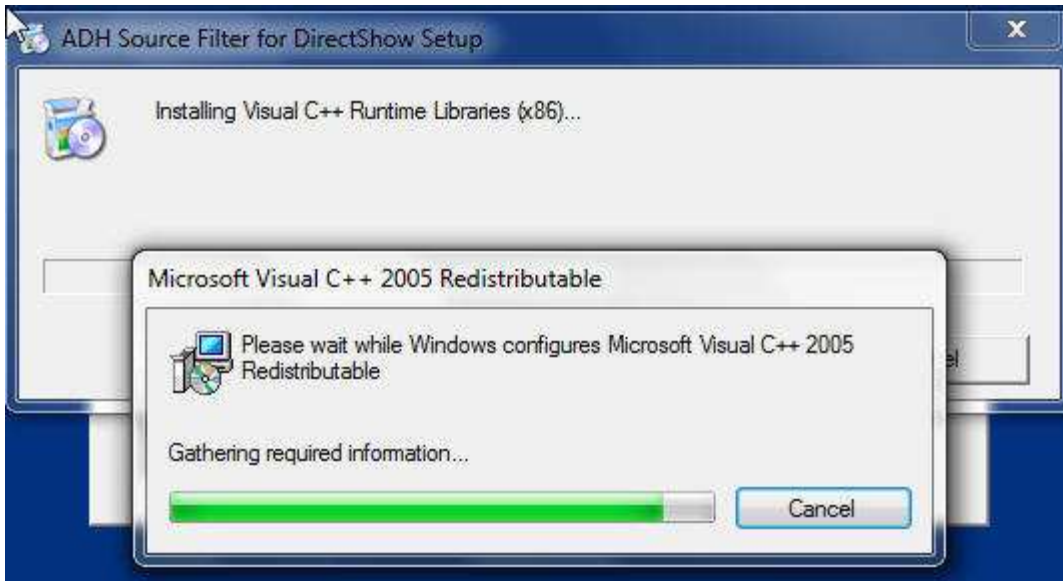 ADH Source Filter for DirectShow Setup
Installing Visual C++ Runtime Libraries (x86)...
Microsoft Visual C++ 2005 Redistributable
Please wait while Windows configures Microsoft Visual C++ 2005
Redistributable
Gathering required information...
Cancel